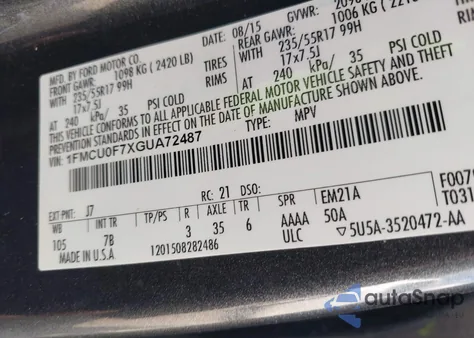 MFD. BY FORD MOTOR CO.
DATE: 08/15
GVWR:
FRONT GAWR: 1098 KG ( 2420 LB)
REAR GAWR: 1006 KG
WITH 235/55R17 99H TIRES
WITH 235/55R17 99H
17x7.5J RIMS
17x7.5J
AT 240 kPa/ 35 PSI COLD
AT 240 kPa/ 35 PSI COLD
THIS VEHICLE CONFORMS TO ALL APPLICABLE FEDERAL MOTOR VEHICLE SAFETY AND THEFT
PREVENTION STANDARDS IN EFFECT ON THE DATE OF MANUFACTURE SHOWN ABOVE.
VIN: 1FMCU0F7XGUA72487
TYPE: MPV
EXT PNT: J7 RC: 21 DSO:
WB INT TR TP/PS R AXLE TR SPR EM21A
105 7B 3 35 6 AAAA 50A
ULC
MADE IN U.S.A. 1201508282486
▽5U5A-3520472-AA
autoSnap